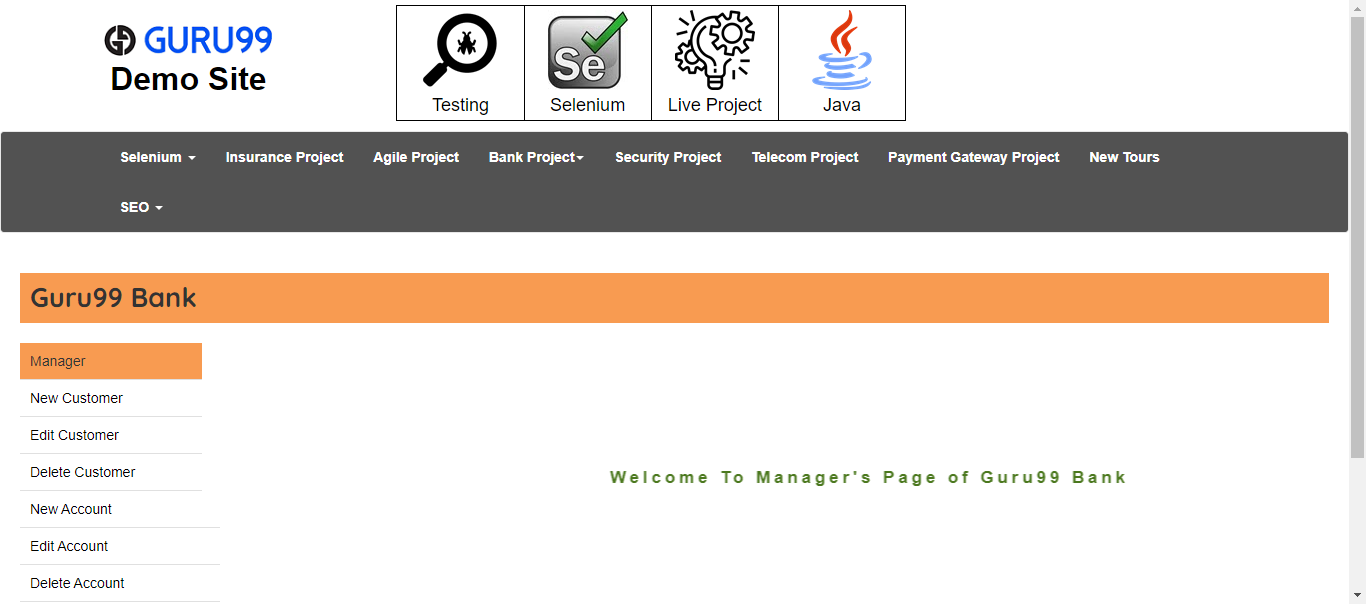 GURU99
Demo Site
Se
Testing Selenium Live Project Java
Selenium Insurance Project Agile Project Bank Project Security Project Telecom Project Payment Gateway Project New Tours
SEO
Guru99 Bank
Manager
New Customer
Edit Customer
Delete Customer
Welcome To Manager's Page of Guru99 Bank
New Account
Edit Account
Delete Account